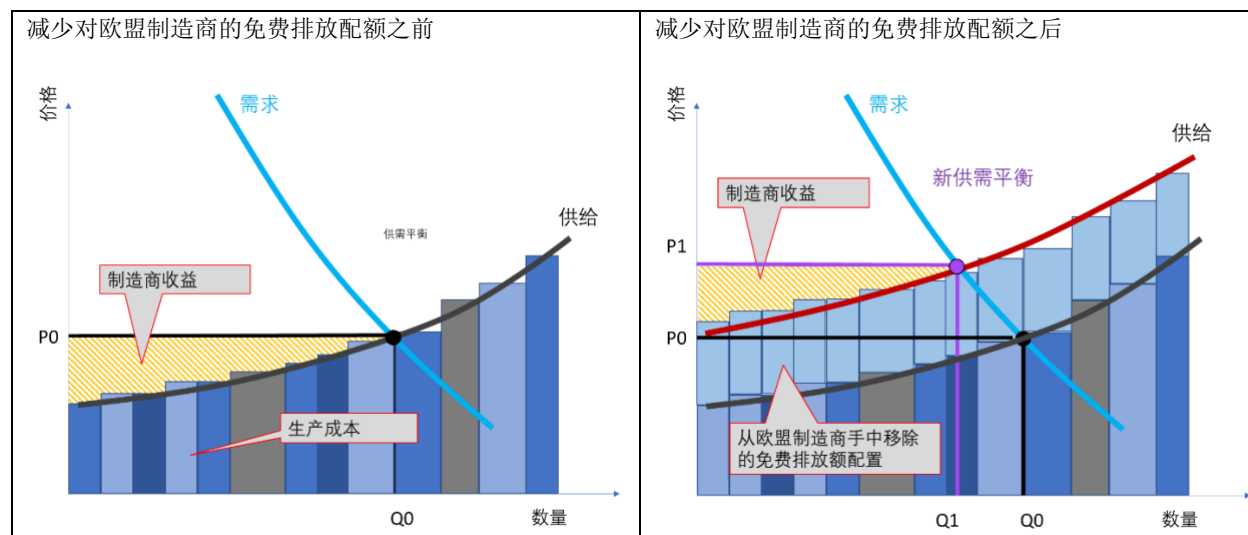 减少对欧盟制造商的免费排放配额之前
价格
需求
供需平衡
供给
制造商收益
P0
生产成本
Q0
数量
减少对欧盟制造商的免费排放配额之后
价格
需求
供给
新供需平衡
制造商收益
P1
P0
从欧盟制造商手中移除
的免费排放额配置
Q1
Q0
数量